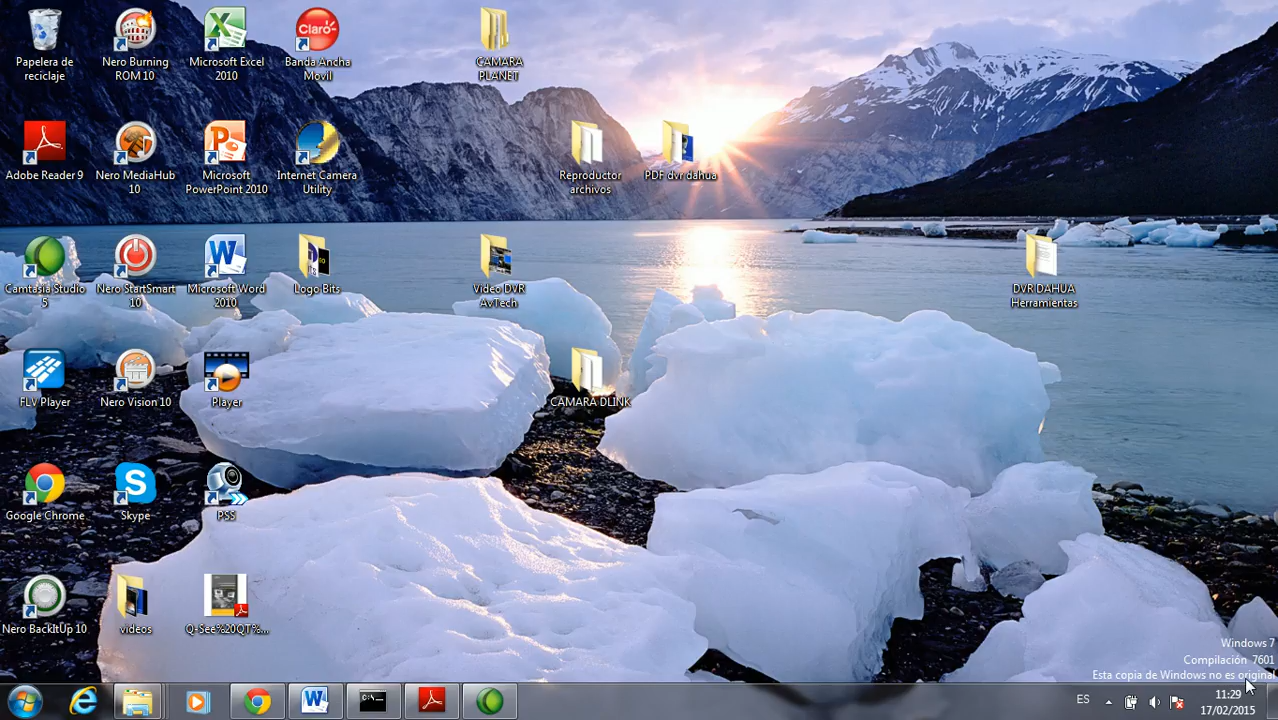 Papelera de
reciclaje
Nero Burning
ROM 10
Microsoft Excel
2010
Claro
Banda Ancha
Movil
CAMARA
PLANET
Adobe Reader 9
Nero MediaHub
10
Microsoft
PowerPoint 2010
Internet Camera
Utility
Reproductor
archivos
PDF dvr dahua
Camtasia Studio
5
Nero StartSmart
10
Microsoft Word
2010
Logo Bits
Video DVR
AvTech
DVR DAHUA
Herramientas
FLV Player
Nero Vision 10
Player
CAMARA DLINK
Google Chrome
Skype
PSS
Nero BackItUp 10
videos
Q-See%20QT%...
Windows 7
Compilación 7601
Esta copia de Windows no es original
ES
11:29
17/02/2015